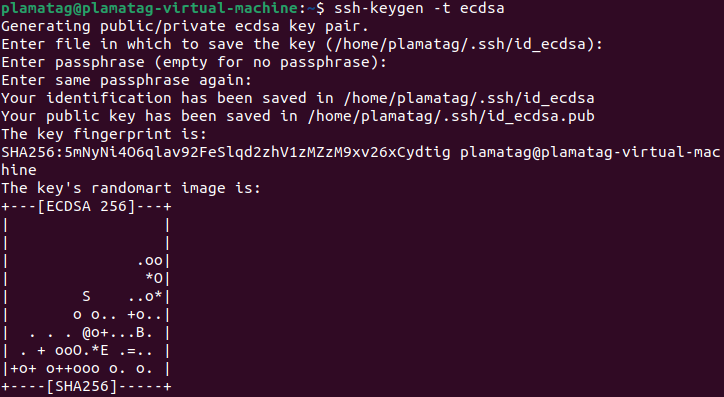 plamatag@plamatag-virtual-machine:~$ ssh-keygen -t ecdsa
Generating public/private ecdsa key pair.
Enter file in which to save the key (/home/plamatag/.ssh/id_ecdsa):
Enter passphrase (empty for no passphrase):
Enter same passphrase again:
Your identification has been saved in /home/plamatag/.ssh/id_ecdsa
Your public key has been saved in /home/plamatag/.ssh/id_ecdsa.pub
The key fingerprint is:
SHA256:5mNyNi4O6qlav92FeSlqd2zhV1zMZzM9xv26xCydtig plamatag@plamatag-virtual-mac
hine
The key's randomart image is:
+---[ECDSA 256]---+
|                 |
|                 |
|              .oo|
|               *O|
|        S    ..o*|
|       o o.. +o..|
|  . . . @o+...B. |
| . + ooO.*E .=.. |
|+o+ o++ooo o. o. |
+----[SHA256]-----+